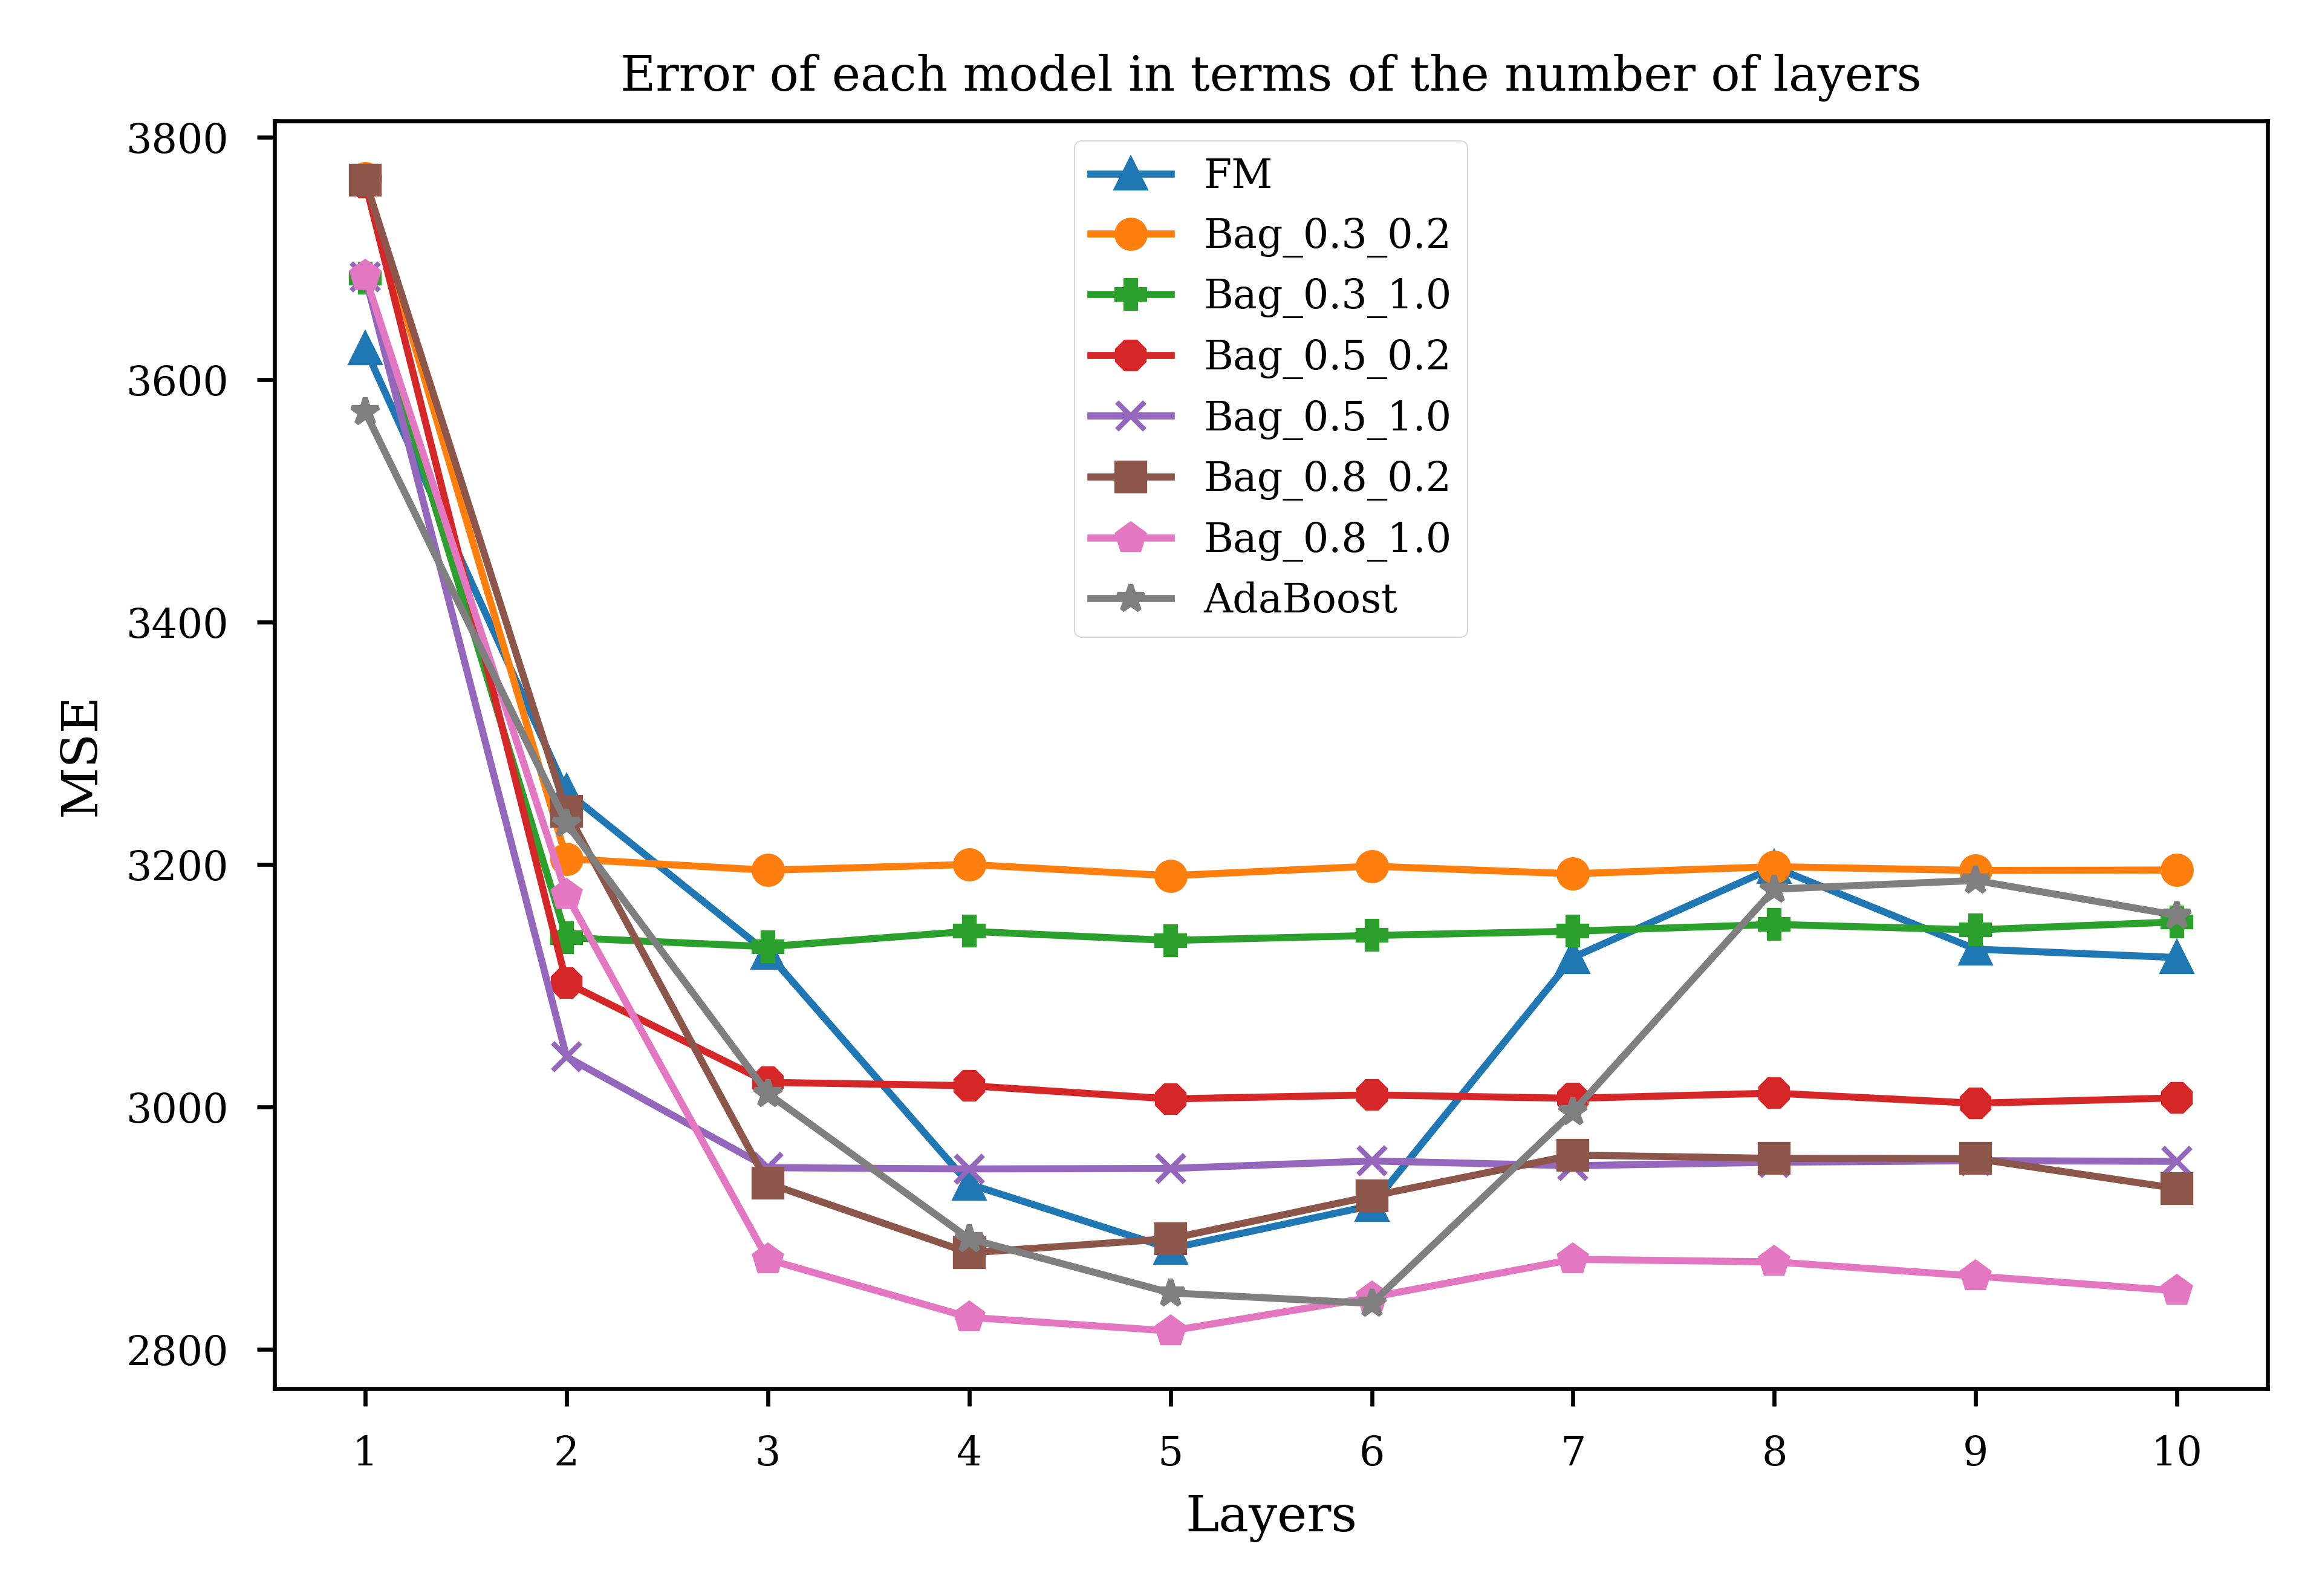 Error of each model in terms of the number of layers
3800
3600
3400
3200
3000
2800
MSE
FM
Bag_0.3_0.2
Bag_0.3_1.0
Bag_0.5_0.2
Bag_0.5_1.0
Bag_0.8_0.2
Bag_0.8_1.0
AdaBoost
1 2 3 4 5 6 7 8 9 10
Layers